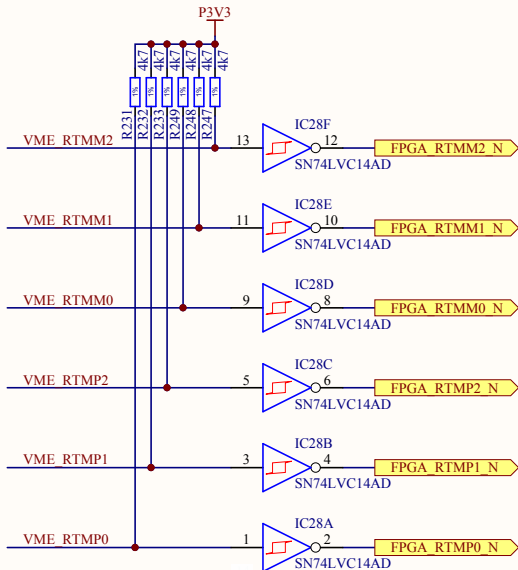 P3V3
4k7 4k7 4k7 4k7 4k7 4k7
1% 1% 1% 1% 1% 1%
R231 R232 R233 R249 R248 R247
IC28F
VME_RTMM2 13 12 FPGA_RTMM2_N
SN74LVC14AD
IC28E
VME_RTMM1 11 10 FPGA_RTMM1_N
SN74LVC14AD
IC28D
VME_RTMM0 9 8 FPGA_RTMM0_N
SN74LVC14AD
IC28C
VME_RTMP2 5 6 FPGA_RTMP2_N
SN74LVC14AD
IC28B
VME_RTMP1 3 4 FPGA_RTMP1_N
SN74LVC14AD
IC28A
VME_RTMP0 1 2 FPGA_RTMP0_N
SN74LVC14AD